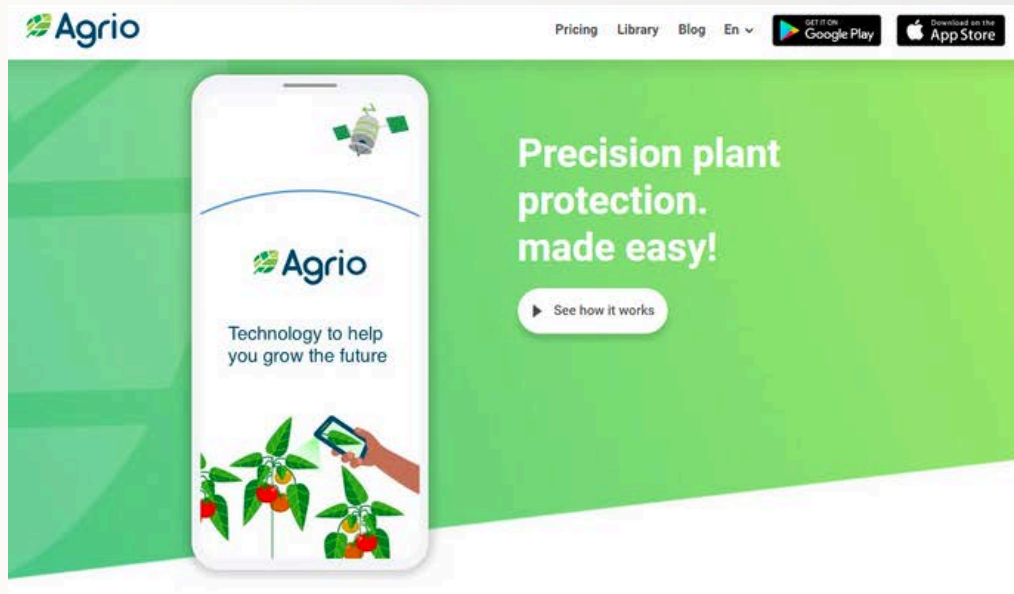 Agrio
Pricing Library Blog En
GET IT ON
Google Play
Download on the
App Store
Agrio
Technology to help
you grow the future
Precision plant
protection.
made easy!
See how it works